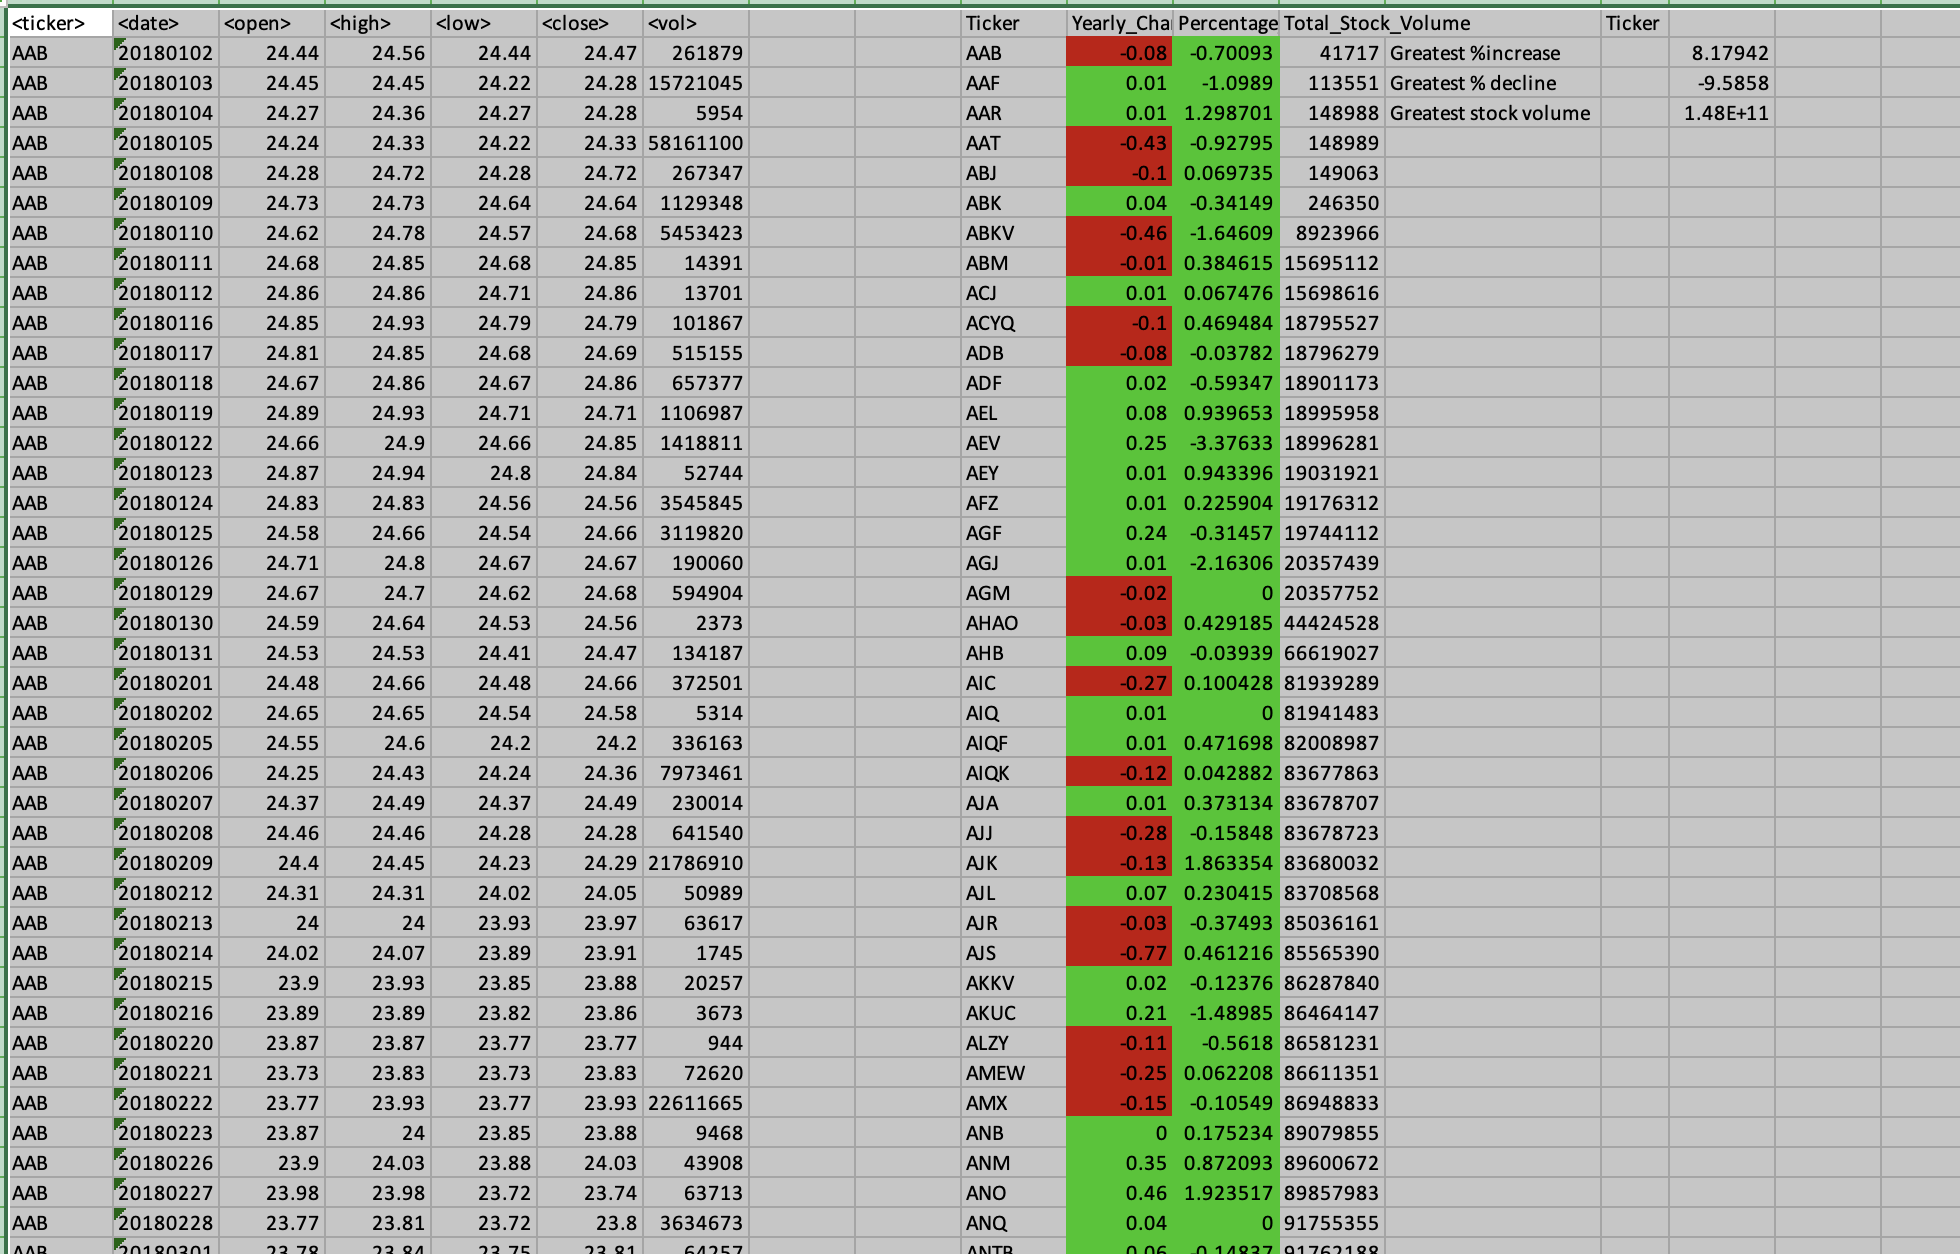 <ticker> <date> <open> <high> <low> <close> <vol> Ticker Yearly_Cha Percentage Total_Stock_Volume Ticker
AAB 20180102 24.44 24.56 24.44 24.47 261879 AAB -0.08 -0.70093 41717 Greatest %increase 8.17942
AAB 20180103 24.45 24.45 24.22 24.28 15721045 AAF 0.01 -1.0989 113551 Greatest % decline -9.5858
AAB 20180104 24.27 24.36 24.27 24.28 5954 AAR 0.01 1.298701 148988 Greatest stock volume 1.48E+11
AAB 20180105 24.24 24.33 24.22 24.33 58161100 AAT -0.43 -0.92795 148989
AAB 20180108 24.28 24.72 24.28 24.72 267347 ABJ -0.1 0.069735 149063
AAB 20180109 24.73 24.73 24.64 24.64 1129348 ABK 0.04 -0.34149 246350
AAB 20180110 24.62 24.78 24.57 24.68 5453423 ABKV -0.46 -1.64609 8923966
AAB 20180111 24.68 24.85 24.68 24.85 14391 ABM -0.01 0.384615 15695112
AAB 20180112 24.86 24.86 24.71 24.86 13701 ACJ 0.01 0.067476 15698616
AAB 20180116 24.85 24.93 24.79 24.79 101867 ACYQ -0.1 0.469484 18795527
AAB 20180117 24.81 24.85 24.68 24.69 515155 ADB -0.08 -0.03782 18796279
AAB 20180118 24.67 24.86 24.67 24.86 657377 ADF 0.02 -0.59347 18901173
AAB 20180119 24.89 24.93 24.71 24.71 1106987 AEL 0.08 0.939653 18995958
AAB 20180122 24.66 24.9 24.66 24.85 1418811 AEV 0.25 -3.37633 18996281
AAB 20180123 24.87 24.94 24.8 24.84 52744 AEY 0.01 0.943396 19031921
AAB 20180124 24.83 24.83 24.56 24.56 3545845 AFZ 0.01 0.225904 19176312
AAB 20180125 24.58 24.66 24.54 24.66 3119820 AGF 0.24 -0.31457 19744112
AAB 20180126 24.71 24.8 24.67 24.67 190060 AGJ 0.01 -2.16306 20357439
AAB 20180129 24.67 24.7 24.62 24.68 594904 AGM -0.02 0 20357752
AAB 20180130 24.59 24.64 24.53 24.56 2373 AHAO -0.03 0.429185 44424528
AAB 20180131 24.53 24.53 24.41 24.47 134187 AHB 0.09 -0.03939 66619027
AAB 20180201 24.48 24.66 24.48 24.66 372501 AIC -0.27 0.100428 81939289
AAB 20180202 24.65 24.65 24.54 24.58 5314 AIQ 0.01 0 81941483
AAB 20180205 24.55 24.6 24.2 24.2 336163 AIQF 0.01 0.471698 82008987
AAB 20180206 24.25 24.43 24.24 24.36 7973461 AIQK -0.12 0.042882 83677863
AAB 20180207 24.37 24.49 24.37 24.49 230014 AJA 0.01 0.373134 83678707
AAB 20180208 24.46 24.46 24.28 24.28 641540 AJJ -0.28 -0.15848 83678723
AAB 20180209 24.4 24.45 24.23 24.29 21786910 AJK -0.13 1.863354 83680032
AAB 20180212 24.31 24.31 24.02 24.05 50989 AJL 0.07 0.230415 83708568
AAB 20180213 24 24 23.93 23.97 63617 AJR -0.03 -0.37493 85036161
AAB 20180214 24.02 24.07 23.89 23.91 1745 AJS -0.77 0.461216 85565390
AAB 20180215 23.9 23.93 23.85 23.88 20257 AKKV 0.02 -0.12376 86287840
AAB 20180216 23.89 23.89 23.82 23.86 3673 AKUC 0.21 -1.48985 86464147
AAB 20180220 23.87 23.87 23.77 23.77 944 ALZY -0.11 -0.5618 86581231
AAB 20180221 23.73 23.83 23.73 23.83 72620 AMEW -0.25 0.062208 86611351
AAB 20180222 23.77 23.93 23.77 23.93 22611665 AMX -0.15 -0.10549 86948833
AAB 20180223 23.87 24 23.85 23.88 9468 ANB 0 0.175234 89079855
AAB 20180226 23.9 24.03 23.88 24.03 43908 ANM 0.35 0.872093 89600672
AAB 20180227 23.98 23.98 23.72 23.74 63713 ANO 0.46 1.923517 89857983
AAB 20180228 23.77 23.81 23.72 23.8 3634673 ANQ 0.04 0 91755355
AAB 20180301 23.78 23.84 23.75 23.81 64257 ANTB 0.06 -0.14837 91762188